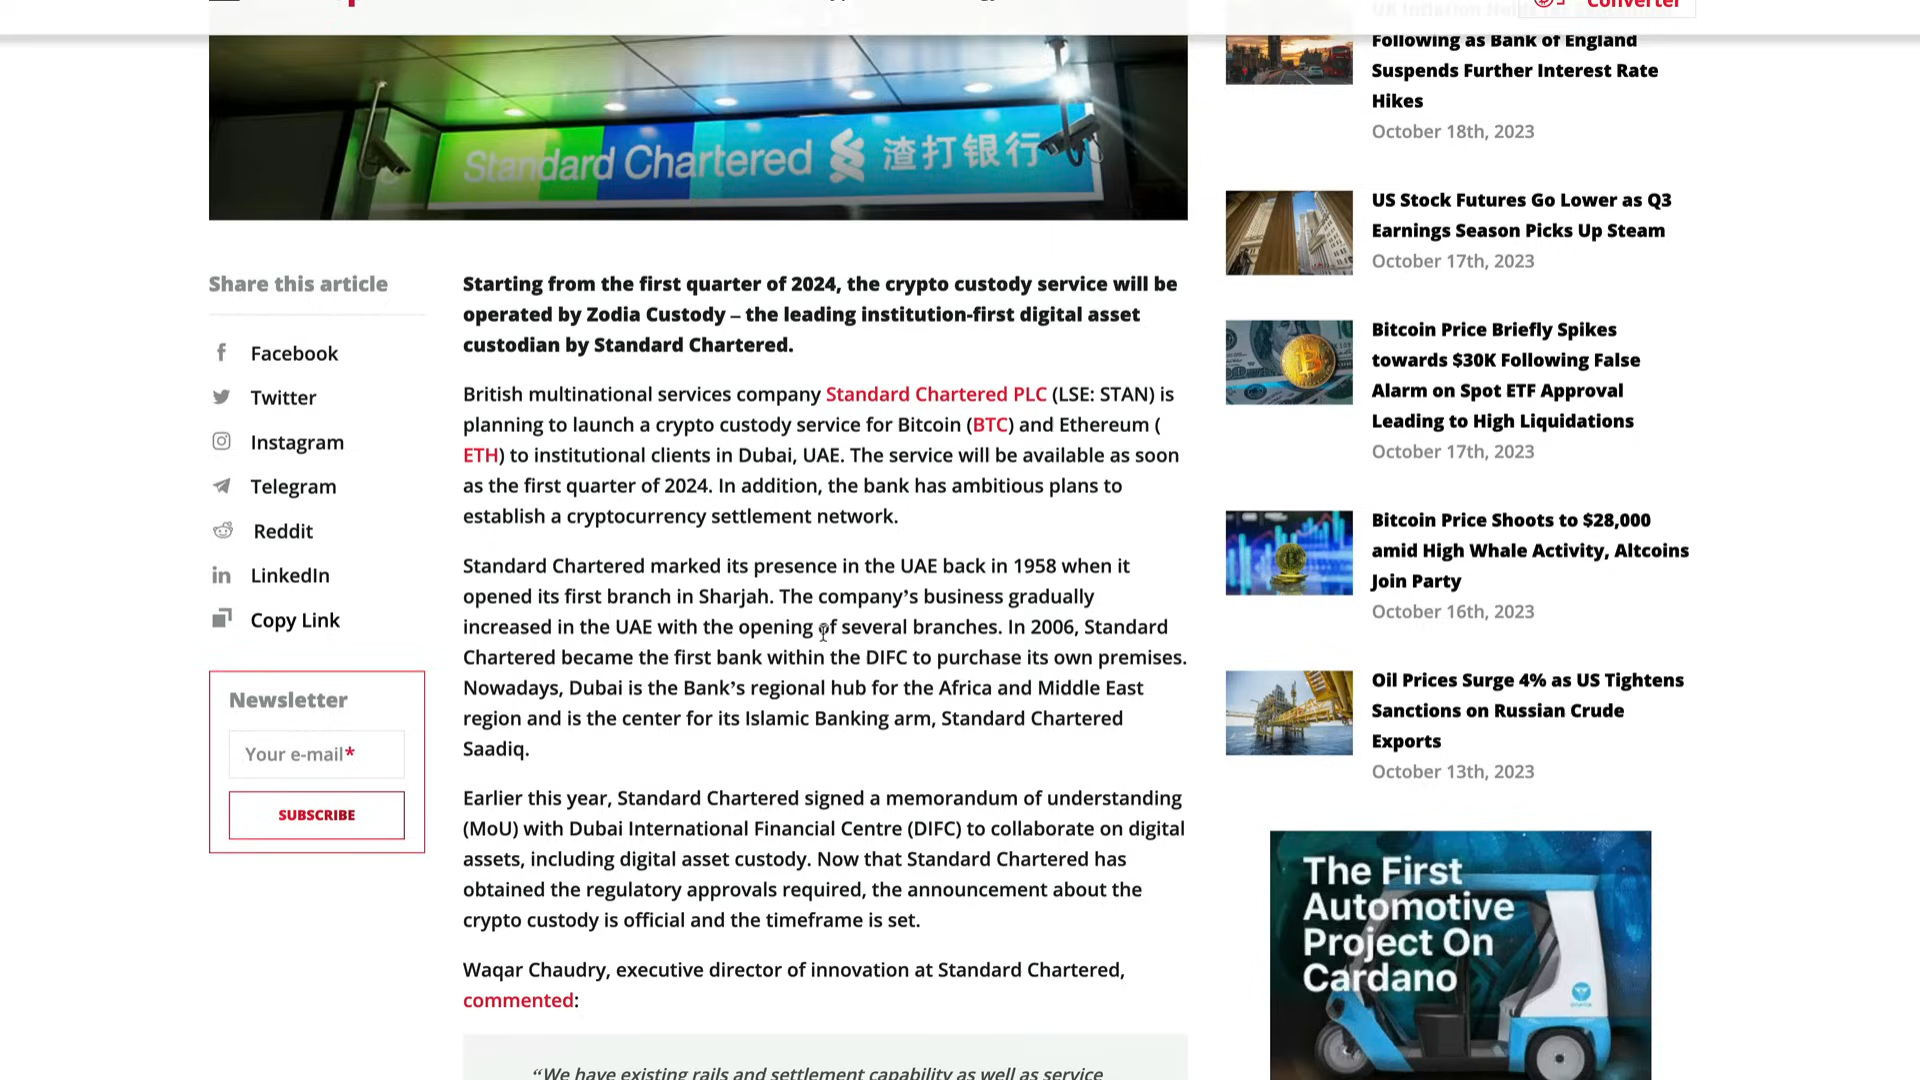 Converter
Standard Chartered 渣打银行
Share this article
Facebook
Twitter
Instagram
Telegram
Reddit
LinkedIn
Copy Link
Newsletter
Your e-mail*
SUBSCRIBE
Starting from the first quarter of 2024, the crypto custody service will be
operated by Zodia Custody – the leading institution-first digital asset
custodian by Standard Chartered.
British multinational services company Standard Chartered PLC (LSE: STAN) is
planning to launch a crypto custody service for Bitcoin (BTC) and Ethereum (
ETH) to institutional clients in Dubai, UAE. The service will be available as soon
as the first quarter of 2024. In addition, the bank has ambitious plans to
establish a cryptocurrency settlement network.
Standard Chartered marked its presence in the UAE back in 1958 when it
opened its first branch in Sharjah. The company’s business gradually
increased in the UAE with the opening of several branches. In 2006, Standard
Chartered became the first bank within the DIFC to purchase its own premises.
Nowadays, Dubai is the Bank’s regional hub for the Africa and Middle East
region and is the center for its Islamic Banking arm, Standard Chartered
Saadiq.
Earlier this year, Standard Chartered signed a memorandum of understanding
(MoU) with Dubai International Financial Centre (DIFC) to collaborate on digital
assets, including digital asset custody. Now that Standard Chartered has
obtained the regulatory approvals required, the announcement about the
crypto custody is official and the timeframe is set.
Waqar Chaudry, executive director of innovation at Standard Chartered,
commented:
“We have existing rails and settlement capability as well as service
Following as Bank of England
Suspends Further Interest Rate
Hikes
October 18th, 2023
US Stock Futures Go Lower as Q3
Earnings Season Picks Up Steam
October 17th, 2023
Bitcoin Price Briefly Spikes
towards $30K Following False
Alarm on Spot ETF Approval
Leading to High Liquidations
October 17th, 2023
Bitcoin Price Shoots to $28,000
amid High Whale Activity, Altcoins
Join Party
October 16th, 2023
Oil Prices Surge 4% as US Tightens
Sanctions on Russian Crude
Exports
October 13th, 2023
The First
Automotive
Project On
Cardano